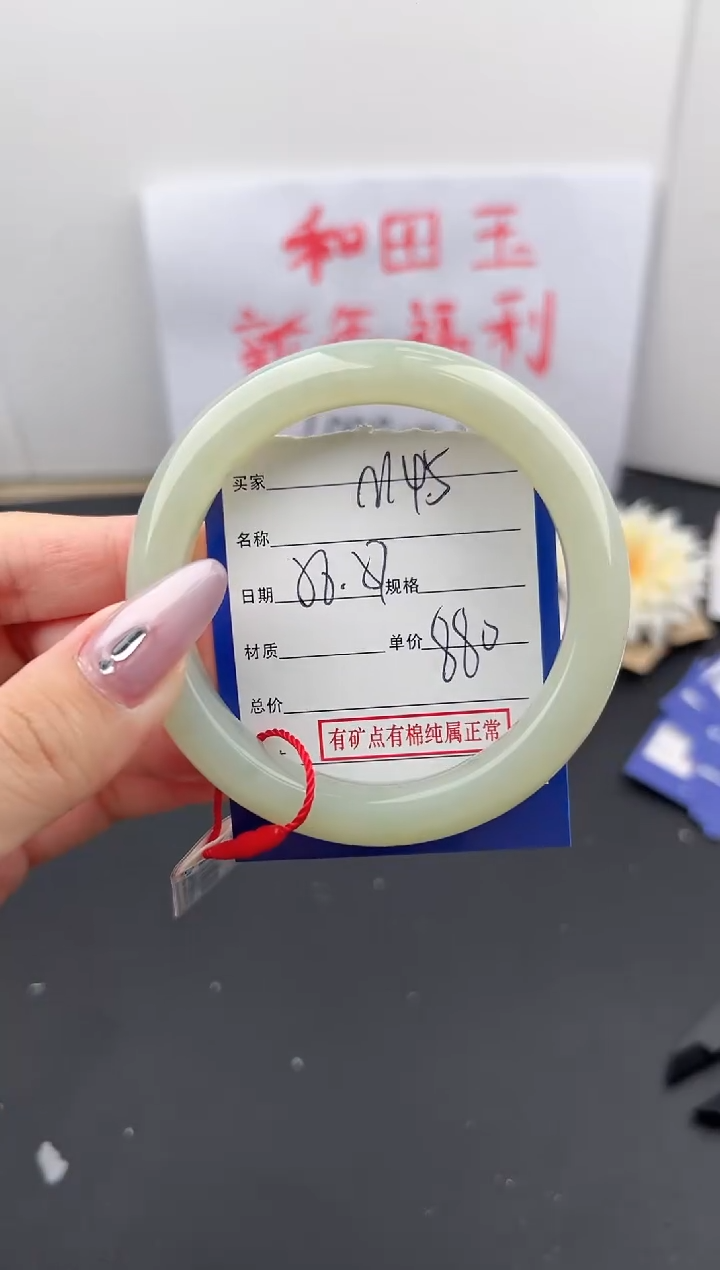 和田玉
新年福利
买家 M45
名称
日期 规格
材质 单价 880
总价
有矿点有棉纯属正常